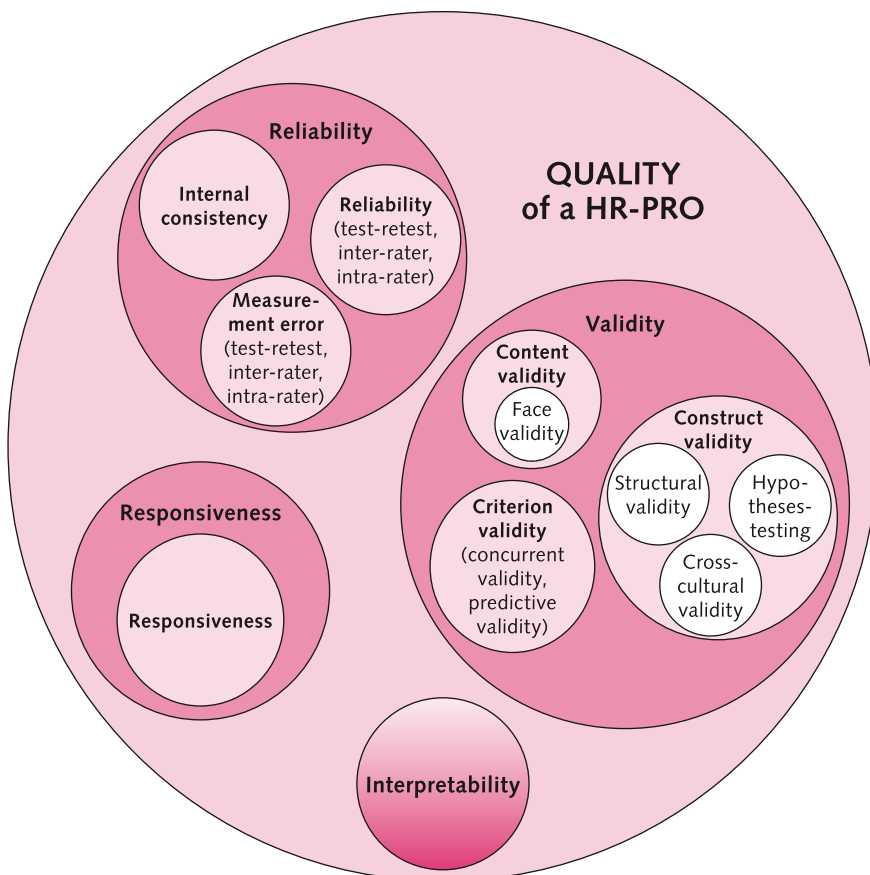 QUALITY
of a HR-PRO
Reliability
Internal
consistency
Reliability
(test-retest,
inter-rater,
intra-rater)
Measure-
ment error
(test-retest,
inter-rater,
intra-rater)
Validity
Content
validity
Face
validity
Construct
validity
Structural
validity
Hypo-
theses-
testing
Cross-
cultural
validity
Criterion
validity
(concurrent
validity,
predictive
validity)
Responsiveness
Responsiveness
Interpretability